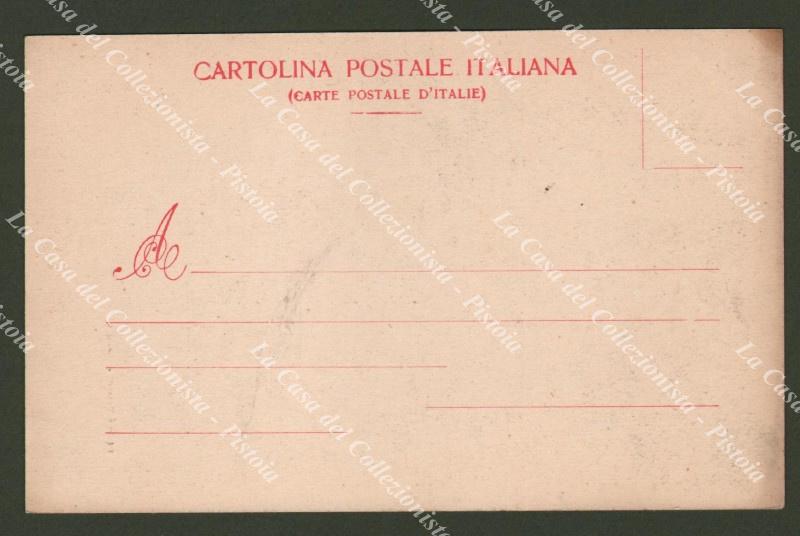 CARTOLINA POSTALE ITALIANA
(CARTE POSTALE D'ITALIE)
A
La Casa del Collezionista - Pistoia
La Casa del Collezionista - Pistoia
La Casa del Collezionista - Pistoia
La Casa del Collezionista - Pistoia
La Casa del Collezionista - Pistoia